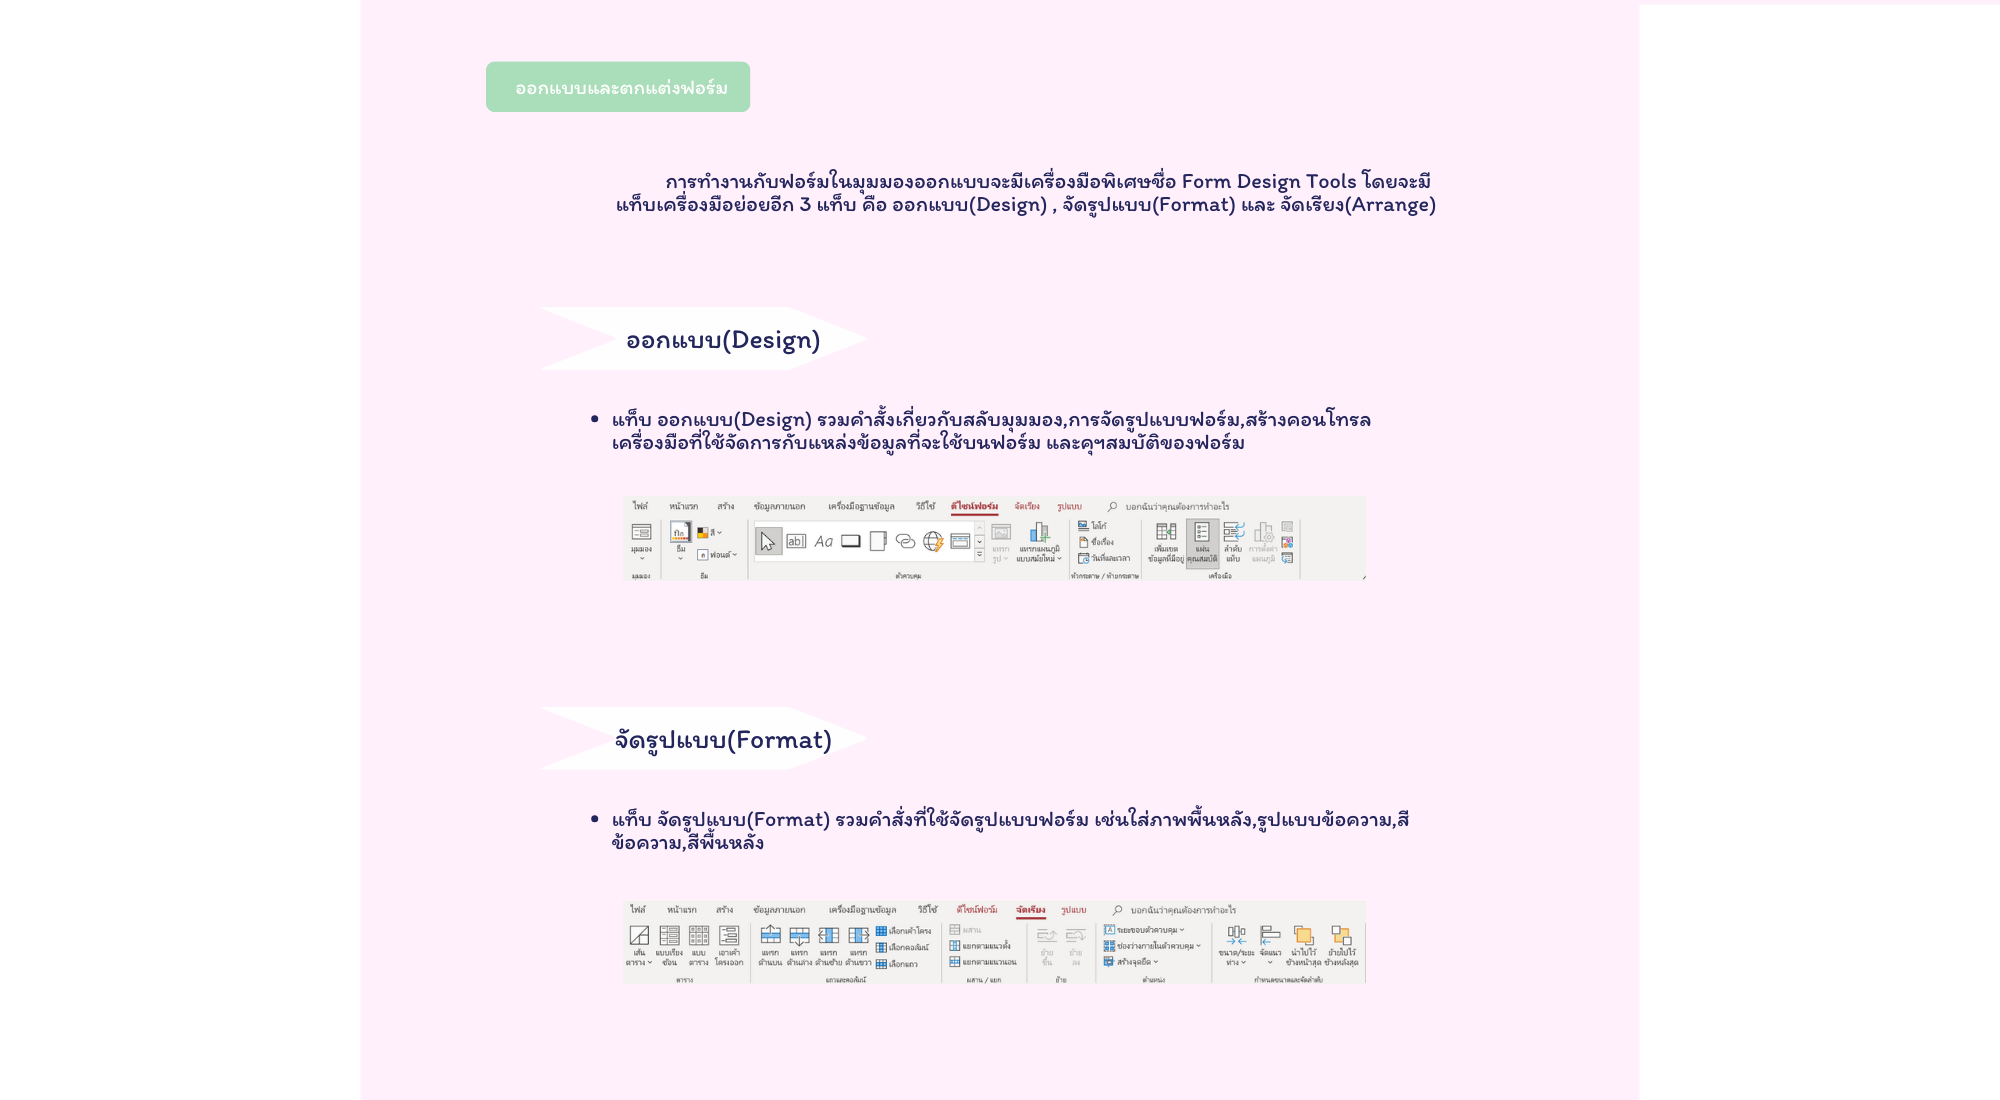 ออกแบบและตกแต่งฟอร์ม
การทำงานกับฟอร์มในมุมมองออกแบบจะมีเครื่องมือพิเศษชื่อ Form Design Tools โดยจะมี
แท็บเครื่องมือย่อยอีก 3 แท็บ คือ ออกแบบ(Design) , จัดรูปแบบ(Format) และ จัดเรียง(Arrange)
ออกแบบ(Design)
แท็บ ออกแบบ(Design) รวมคำสั้งเกี่ยวกับสลับมุมมอง,การจัดรูปแบบฟอร์ม,สร้างคอนโทรล
เครื่องมือที่ใช้จัดการกับแหล่งข้อมูลที่จะใช้บนฟอร์ม และคุฯสมบัติของฟอร์ม
ไฟล์ หน้าแรก สร้าง ข้อมูลภายนอก เครื่องมือฐานข้อมูล วิธีใช้ ดีไซน์ฟอร์ม จัดเรียง รูปแบบ บอกฉันว่าคุณต้องการทำอะไร
มุมมอง ธีม สี ฟอนต์ ab Aa แทรกรูป แทรกแผนภูมิแบบสมัยใหม่ โลโก้ ชื่อเรื่อง วันที่และเวลา เพิ่มเขตข้อมูลที่มีอยู่ แผ่นคุณสมบัติ ลำดับแท็บ การตั้งค่าแผนภูมิ
มุมมอง ธีม ตัวควบคุม หัวกระดาษ / ท้ายกระดาษ เครื่องมือ
จัดรูปแบบ(Format)
แท็บ จัดรูปแบบ(Format) รวมคำสั่งที่ใช้จัดรูปแบบฟอร์ม เช่นใส่ภาพพื้นหลัง,รูปแบบข้อความ,สี
ข้อความ,สีพื้นหลัง
ไฟล์ หน้าแรก สร้าง ข้อมูลภายนอก เครื่องมือฐานข้อมูล วิธีใช้ ดีไซน์ฟอร์ม จัดเรียง รูปแบบ บอกฉันว่าคุณต้องการทำอะไร
เส้นตาราง แบบเรียงซ้อน แบบตาราง เอาเค้าโครงออก แทรกด้านบน แทรกด้านล่าง แทรกด้านซ้าย แทรกด้านขวา เลือกเค้าโครง เลือกคอลัมน์ เลือกแถว ผสาน แยกตามแนวตั้ง แยกตามแนวนอน ย้ายขึ้น ย้ายลง ระยะขอบตัวควบคุม ช่องว่างภายในตัวควบคุม สร้างจุดยึด ขนาด/ระยะห่าง จัดแนว นำไปไว้ข้างหน้าสุด ย้ายไปไว้ข้างหลังสุด
ตาราง แถวและคอลัมน์ ผสาน / แยก ย้าย ตำแหน่ง กำหนดขนาดและจัดลำดับ